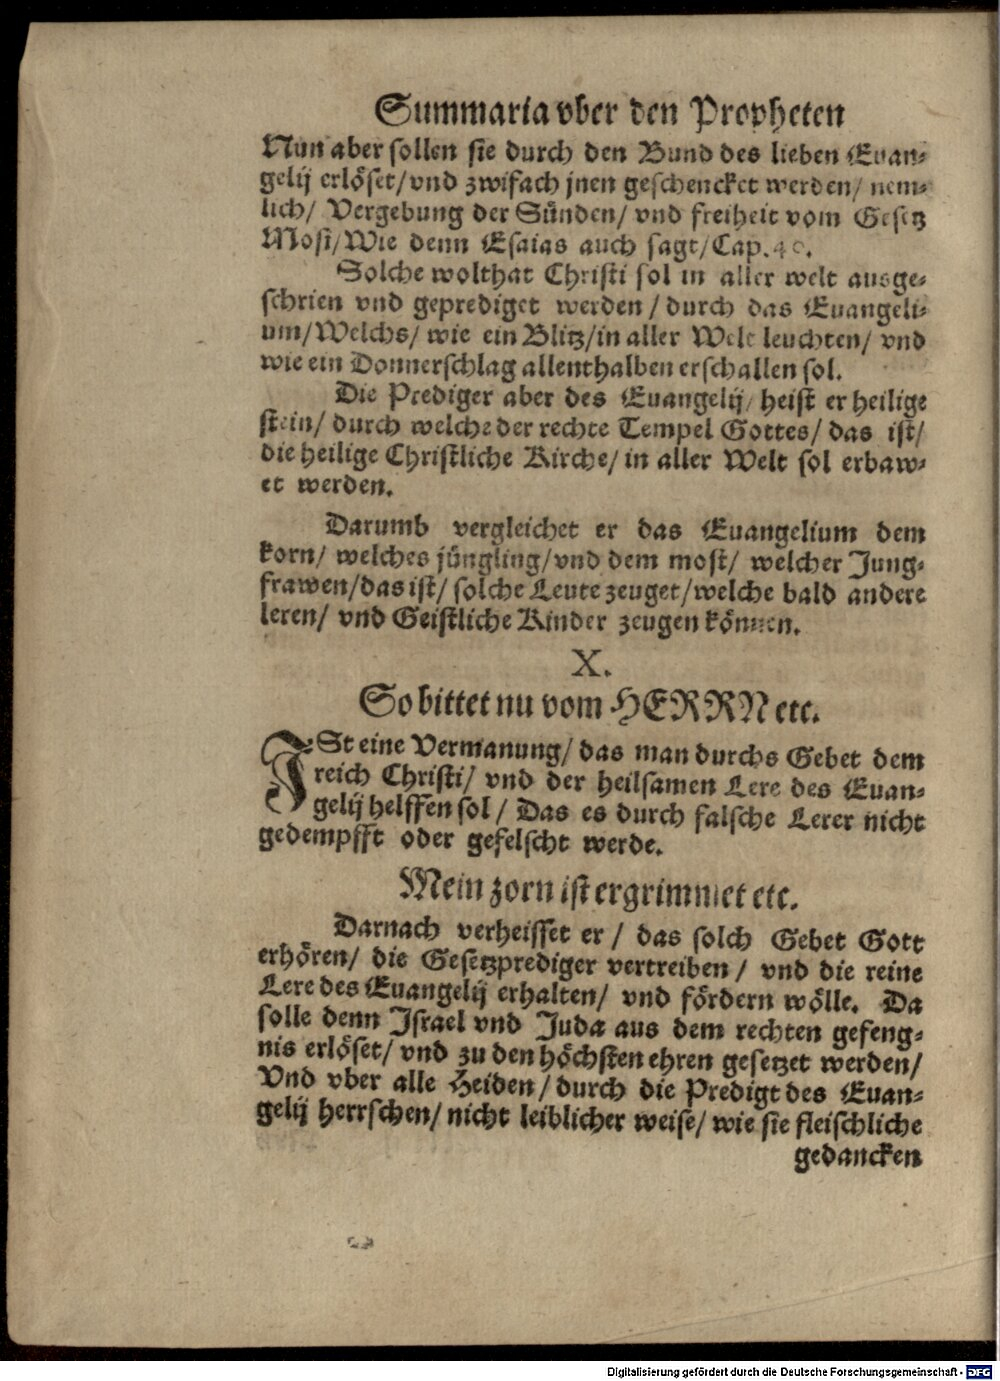 Summaria vber den Propheten
Nun aber sollen sie durch den Bund des lieben Euan-
gelij erlöset/vnd zwifach jnen geschencket werden/ nem-
lich/ Vergebung der Sünden/ vnd freiheit vom Gesetz
Mosi/Wie denn Esaias auch sagt/Cap.40.
Solche wolthat Christi sol in aller welt ausge-
schrien vnd geprediget werden/durch das Euangeli-
um/Welchs/ wie ein Blitz/in aller Welt leuchten/ vnd
wie ein Donnerschlag allenthalben erschallen sol.
Die Prediger aber des Euangelij/ heist er heilige
stein/ durch welche der rechte Tempel Gottes/ das ist/
die heilige Christliche Kirche/ in aller Welt sol erbaw-
et werden.
Darumb vergleichet er das Euangelium dem
korn/ welches jüngling/vnd dem most/ welcher Jung-
frawen/das ist/ solche Leute zeuget/welche bald andere
leren/ vnd Geistliche Kinder zeugen können.
X.
So bittet nu vom HERRN etc.
JSt eine Vermanung/ das man durchs Gebet dem
reich Christi/ vnd der heilsamen Lere des Euan-
gelij helffen sol/ Das es durch falsche Lerer nicht
gedempfft oder gefelscht werde.
Mein zorn ist ergrimmet etc.
Darnach verheisset er/ das solch Gebet Gott
erhören/ die Gesetzprediger vertreiben/ vnd die reine
Lere des Euangelij erhalten/ vnd fördern wölle. Da
solle denn Israel vnd Juda aus dem rechten gefeng-
nis erlöset/ vnd zu den höchsten ehren gesetzet werden/
Vnd vber alle Heiden/durch die Predigt des Euan-
gelij herrschen/ nicht leiblicher weise/ wie sie fleischliche
gedancken
Digitalisierung gefördert durch die Deutsche Forschungsgemeinschaft - DFG